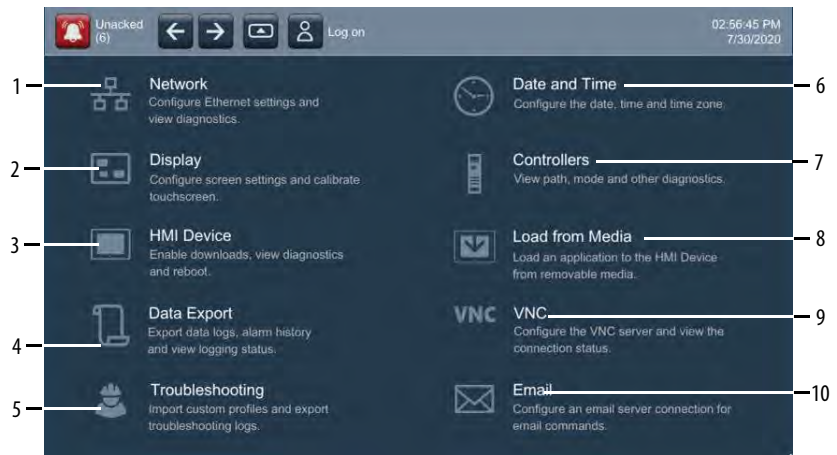 Unacked
(6)
Log on
02:56:45 PM
7/30/2020
1
Network
Configure Ethernet settings and
view diagnostics.
2
Display
Configure screen settings and calibrate
touchscreen.
3
HMI Device
Enable downloads, view diagnostics
and reboot.
4
Data Export
Export data logs, alarm history
and view logging status.
5
Troubleshooting
Import custom profiles and export
troubleshooting logs.
Date and Time
6
Configure the date, time and time zone.
Controllers
7
View path, mode and other diagnostics.
Load from Media
8
Load an application to the HMI Device
from removable media.
VNC
VNC
9
Configure the VNC server and view the
connection status.
Email
10
Configure an email server connection for
email commands.